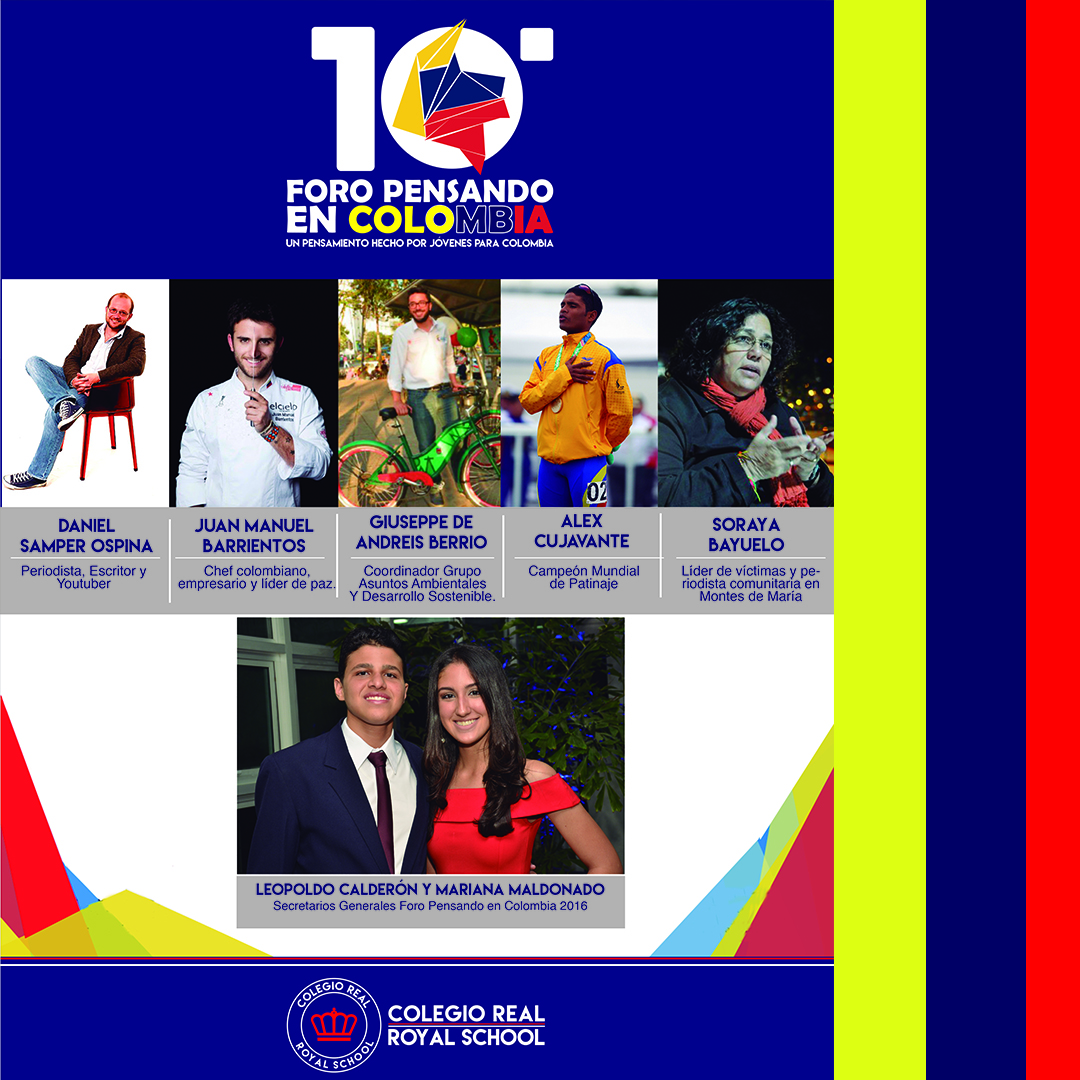 10°
FORO PENSANDO
EN COLOMBIA
UN PENSAMIENTO HECHO POR JÓVENES PARA COLOMBIA
elcielo
02
DANIEL
SAMPER OSPINA
Periodista, Escritor y
Youtuber
JUAN MANUEL
BARRIENTOS
Chef colombiano,
empresario y líder de paz.
GIUSEPPE DE
ANDREIS BERRIO
Coordinador Grupo
Asuntos Ambientales
Y Desarrollo Sostenible.
ALEX
CUJAVANTE
Campeón Mundial
de Patinaje
SORAYA
BAYUELO
Líder de víctimas y pe-
riodista comunitaria en
Montes de María
LEOPOLDO CALDERÓN Y MARIANA MALDONADO
Secretarios Generales Foro Pensando en Colombia 2016
COLEGIO REAL
ROYAL SCHOOL
COLEGIO REAL
ROYAL SCHOOL